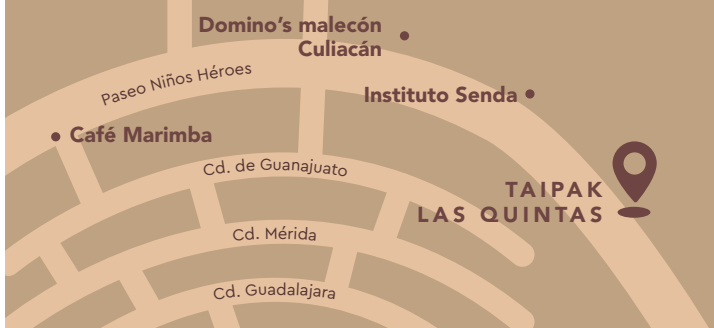 Domino's malecón
Culiacán
Paseo Niños Héroes
Instituto Senda
Café Marimba
Cd. de Guanajuato
TAIPAK
LAS QUINTAS
Cd. Mérida
Cd. Guadalajara